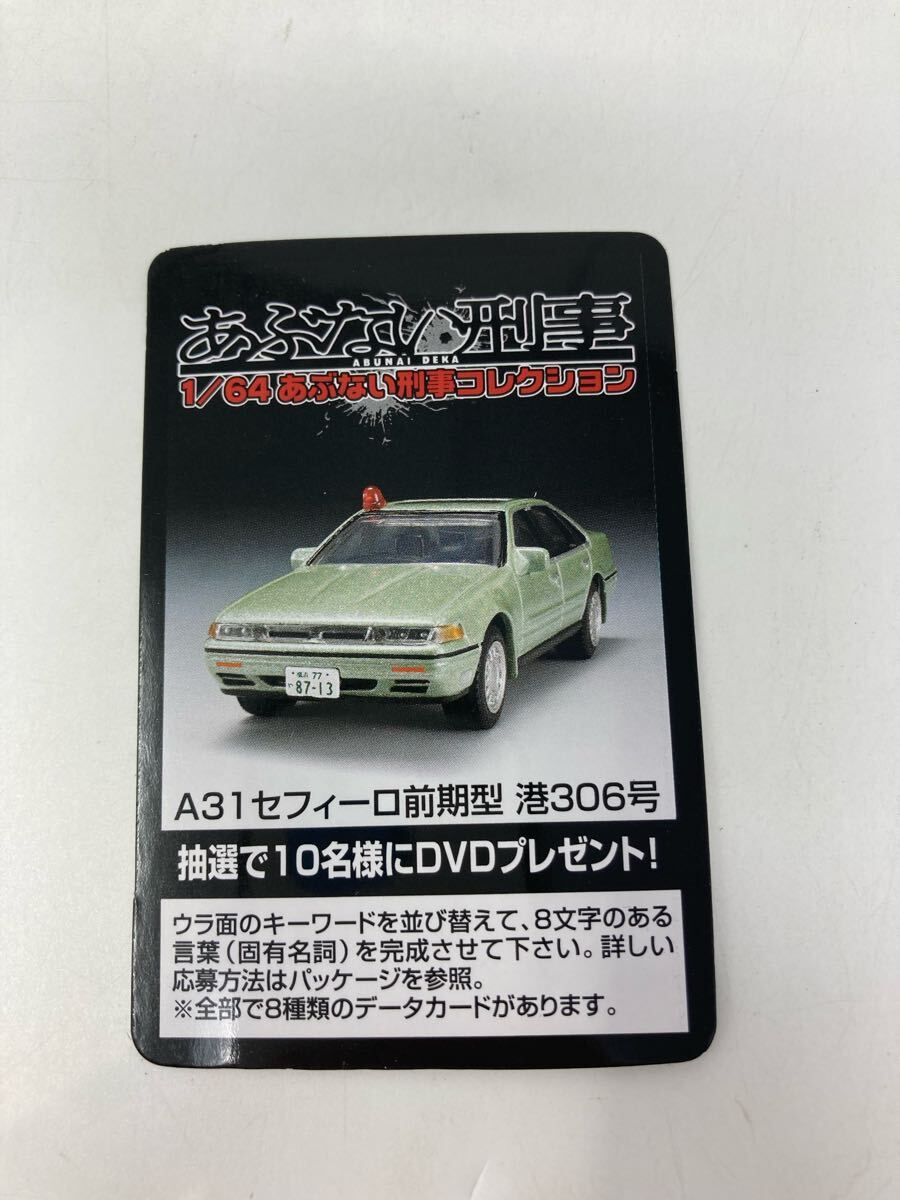 あぶない刑事
ABUNAI DEKA
1/64 あぶない刑事コレクション
77
87-13
A31セフィーロ前期型 港306号
抽選で10名様にDVDプレゼント!
ウラ面のキーワードを並び替えて、8文字のある
言葉(固有名詞)を完成させて下さい。詳しい
応募方法はパッケージを参照。
※全部で8種類のデータカードがあります。